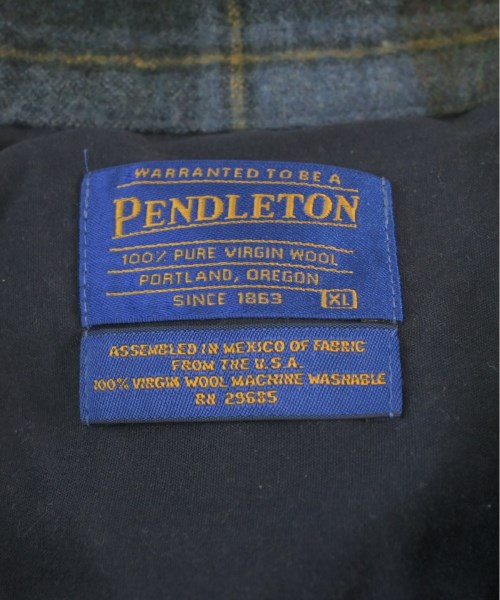 WARRANTED TO BE A
PENDLETON
100% PURE VIRGIN WOOL
PORTLAND, OREGON
SINCE 1863 XL
ASSEMBLED IN MEXICO OF FABRIC
FROM THE U.S.A.
100% VIRGIN WOOL MACHINE WASHABLE
RN 29685